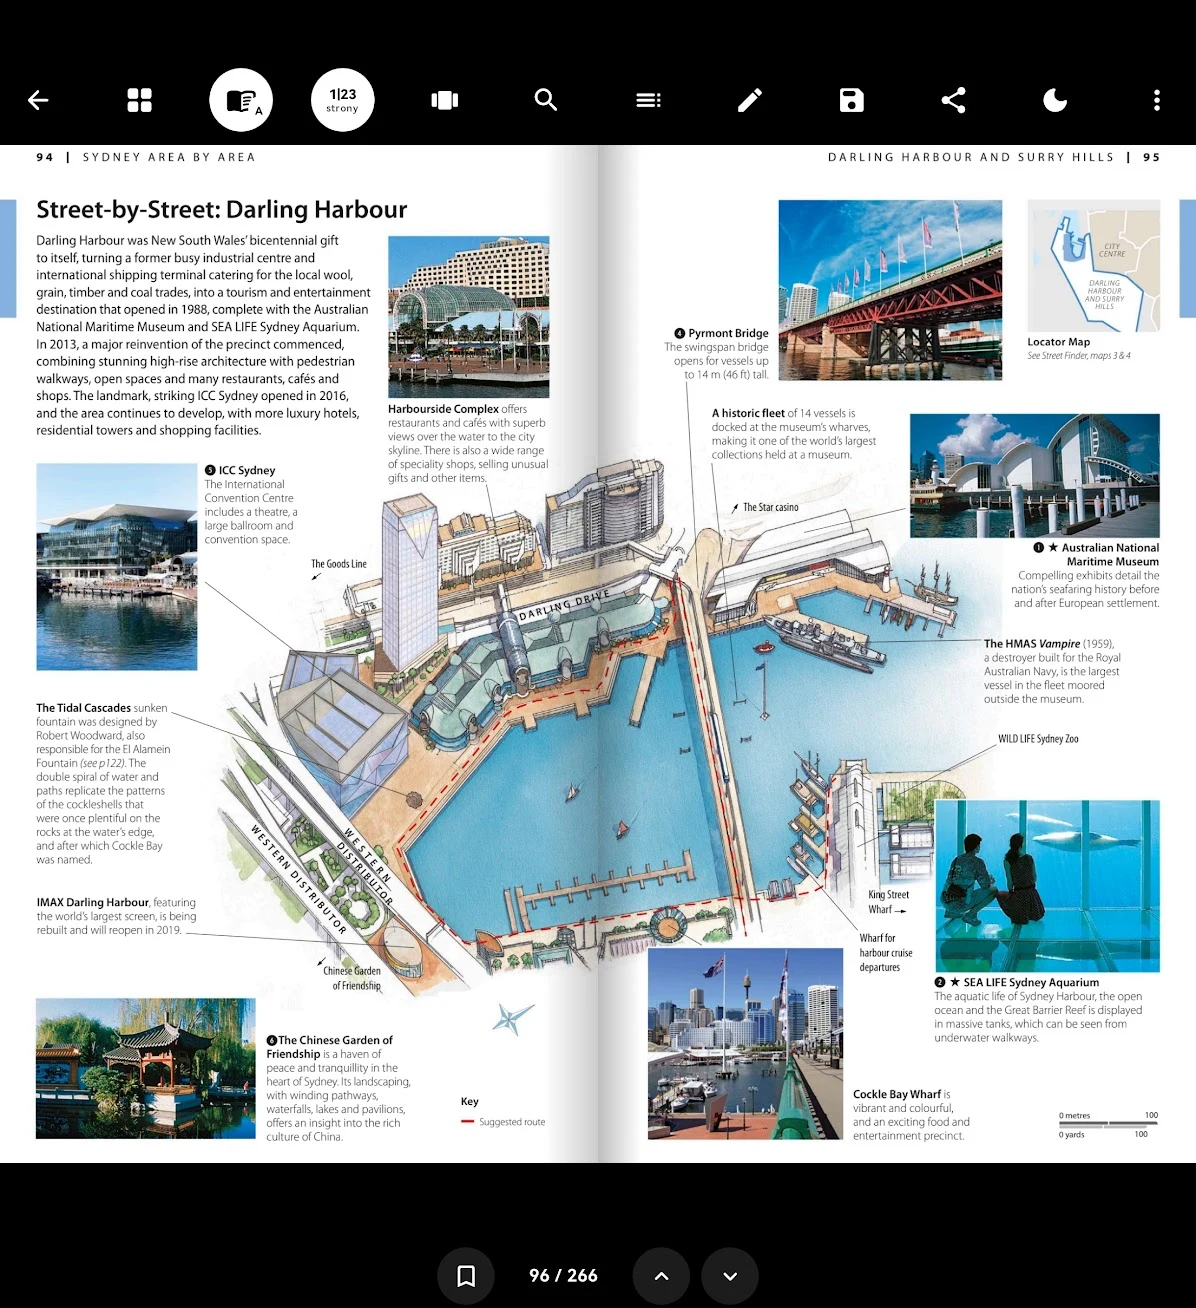 1|23
strony
A
94 | SYDNEY AREA BY AREA
DARLING HARBOUR AND SURRY HILLS | 95
Street-by-Street: Darling Harbour
Darling Harbour was New South Wales’ bicentennial gift
to itself, turning a former busy industrial centre and
international shipping terminal catering for the local wool,
grain, timber and coal trades, into a tourism and entertainment
destination that opened in 1988, complete with the Australian
National Maritime Museum and SEA LIFE Sydney Aquarium.
In 2013, a major reinvention of the precinct commenced,
combining stunning high-rise architecture with pedestrian
walkways, open spaces and many restaurants, cafés and
shops. The landmark, striking ICC Sydney opened in 2016,
and the area continues to develop, with more luxury hotels,
residential towers and shopping facilities.
Harbourside Complex offers
restaurants and cafés with superb
views over the water to the city
skyline. There is also a wide range
of speciality shops, selling unusual
gifts and other items.
5 ICC Sydney
The International
Convention Centre
includes a theatre, a
large ballroom and
convention space.
The Goods Line
DARLING DRIVE
The Tidal Cascades sunken
fountain was designed by
Robert Woodward, also
responsible for the El Alamein
Fountain (see p122). The
double spiral of water and
paths replicate the patterns
of the cockleshells that
were once plentiful on the
rocks at the water’s edge,
and after which Cockle Bay
was named.
WESTERN DISTRIBUTOR
WESTERN
DISTRIBUTOR
IMAX Darling Harbour, featuring
the world’s largest screen, is being
rebuilt and will reopen in 2019.
Chinese Garden
of Friendship
6 The Chinese Garden of
Friendship is a haven of
peace and tranquillity in the
heart of Sydney. Its landscaping,
with winding pathways,
waterfalls, lakes and pavilions,
offers an insight into the rich
culture of China.
Key
Suggested route
4 Pyrmont Bridge
The swingspan bridge
opens for vessels up
to 14 m (46 ft) tall.
CITY
CENTRE
DARLING
HARBOUR
AND SURRY
HILLS
Locator Map
See Street Finder, maps 3 & 4
A historic fleet of 14 vessels is
docked at the museum’s wharves,
making it one of the world’s largest
collections held at a museum.
The Star casino
1 ★ Australian National
Maritime Museum
Compelling exhibits detail the
nation’s seafaring history before
and after European settlement.
The HMAS Vampire (1959),
a destroyer built for the Royal
Australian Navy, is the largest
vessel in the fleet moored
outside the museum.
WILD LIFE Sydney Zoo
King Street
Wharf →
Wharf for
harbour cruise
departures
2 ★ SEA LIFE Sydney Aquarium
The aquatic life of Sydney Harbour, the open
ocean and the Great Barrier Reef is displayed
in massive tanks, which can be seen from
underwater walkways.
Cockle Bay Wharf is
vibrant and colourful,
and an exciting food and
entertainment precinct.
0 metres 100
0 yards 100
96 / 266